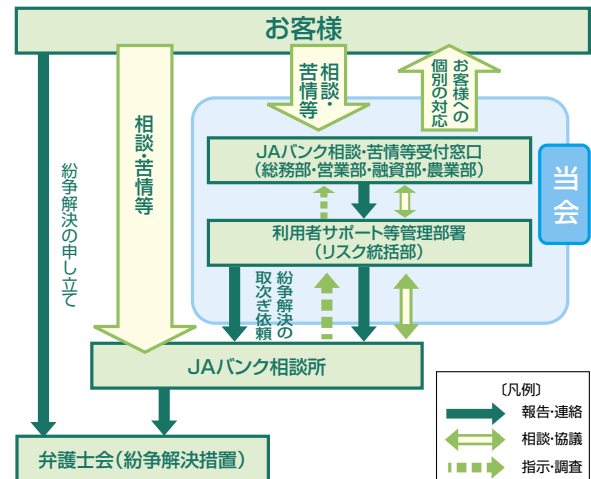 お客様
相談・苦情等
相談・
苦情等
お客様への
個別の対応
紛争解決の申し立て
JAバンク相談・苦情等受付窓口
(総務部・営業部・融資部・農業部)
当会
利用者サポート等管理部署
(リスク統括部)
紛争解決の
取次ぎ依頼
JAバンク相談所
弁護士会(紛争解決措置)
〔凡例〕
報告・連絡
相談・協議
指示・調査